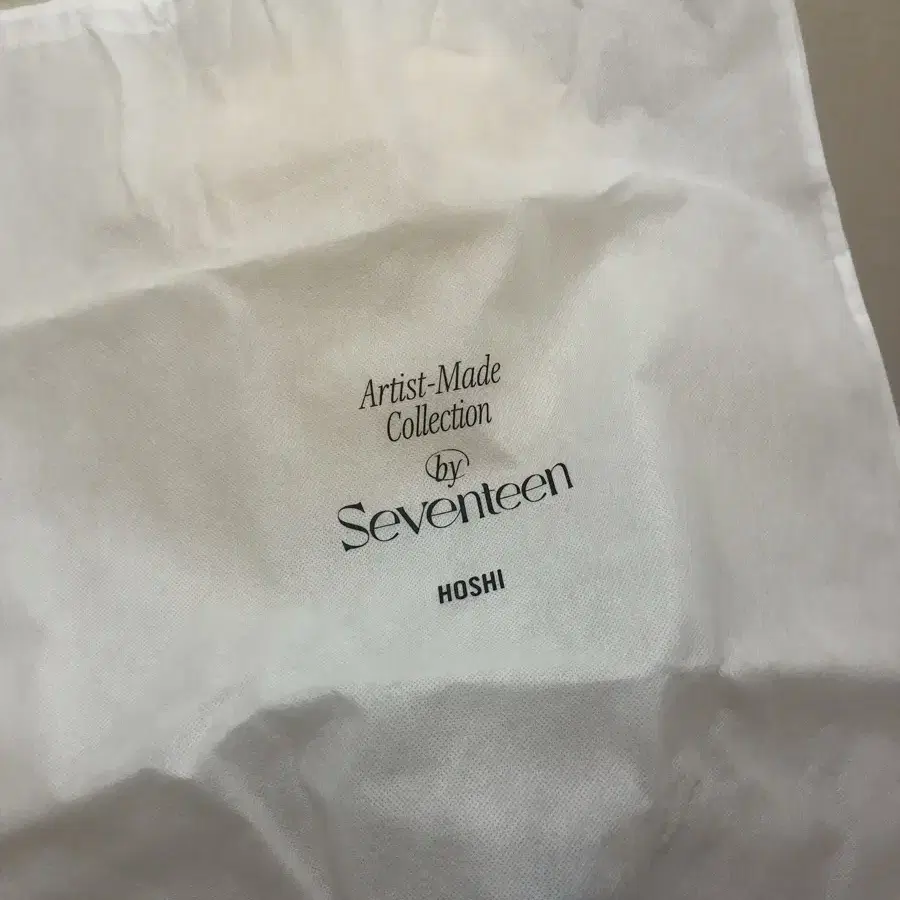 Artist-Made
Collection
by
Seventeen
HOSHI